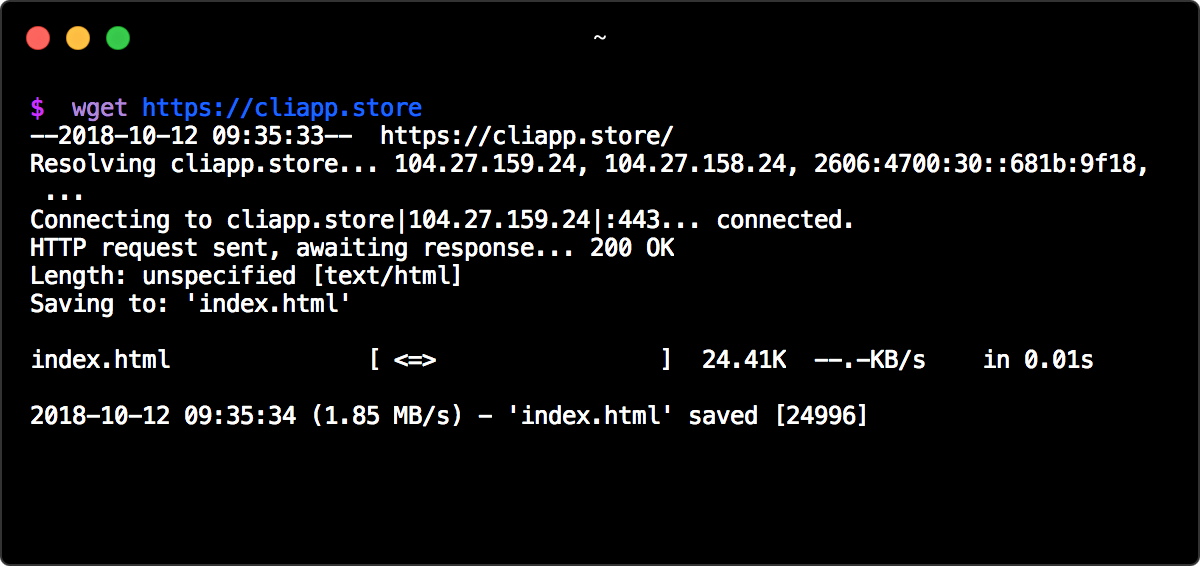 ~
$  wget https://cliapp.store
--2018-10-12 09:35:33--  https://cliapp.store/
Resolving cliapp.store... 104.27.159.24, 104.27.158.24, 2606:4700:30::681b:9f18,
 ...
Connecting to cliapp.store|104.27.159.24|:443... connected.
HTTP request sent, awaiting response... 200 OK
Length: unspecified [text/html]
Saving to: 'index.html'
index.html              [ <=>                ]  24.41K  --.-KB/s    in 0.01s
2018-10-12 09:35:34 (1.85 MB/s) - 'index.html' saved [24996]